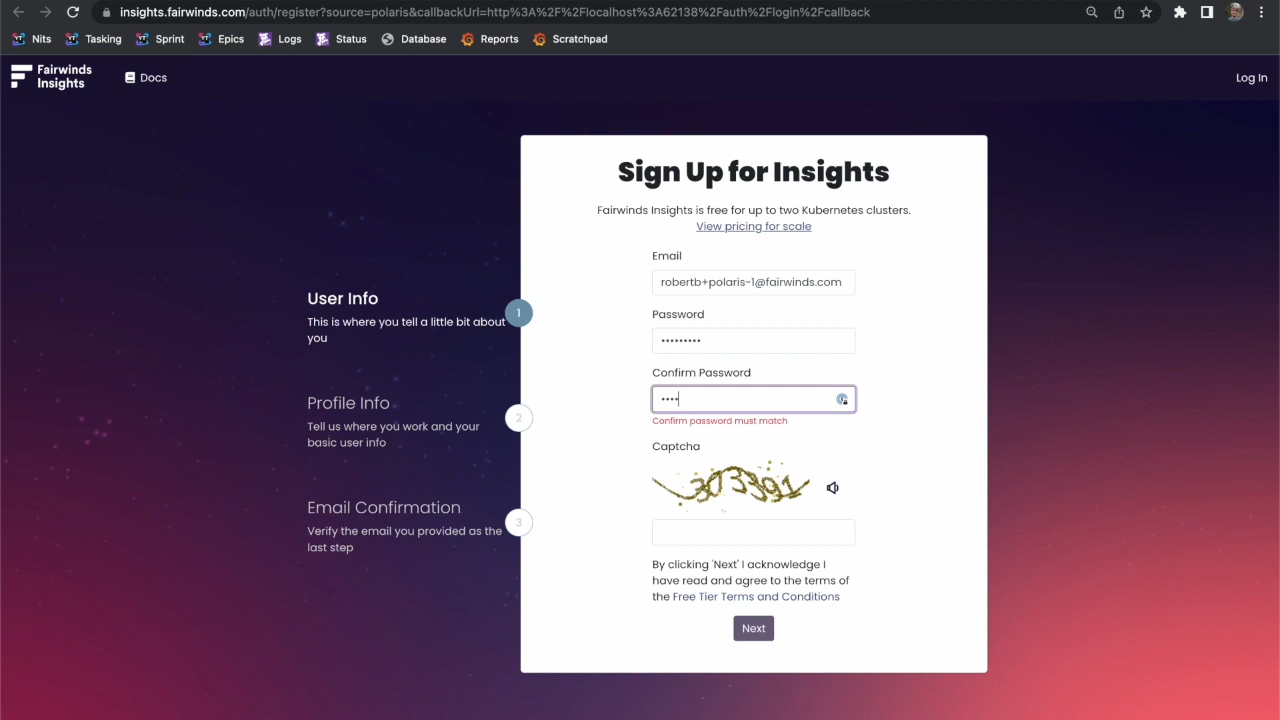 insights.fairwinds.com/auth/register?source=polaris&callbackUrl=http%3A%2F%2Flocalhost%3A62138%2Fauth%2Flogin%2Fcallback
Nits Tasking Sprint Epics Logs Status Database Reports Scratchpad
Fairwinds
Insights
Docs
Log In
Sign Up for Insights
Fairwinds Insights is free for up to two Kubernetes clusters.
View pricing for scale
User Info
This is where you tell a little bit about
you
1
Profile Info
Tell us where you work and your
basic user info
2
Email Confirmation
Verify the email you provided as the
last step
3
Email
robertb+polaris-1@fairwinds.com
Password
•••••••••
Confirm Password
••••
Confirm password must match
Captcha
303391
By clicking 'Next' I acknowledge I
have read and agree to the terms of
the Free Tier Terms and Conditions
Next